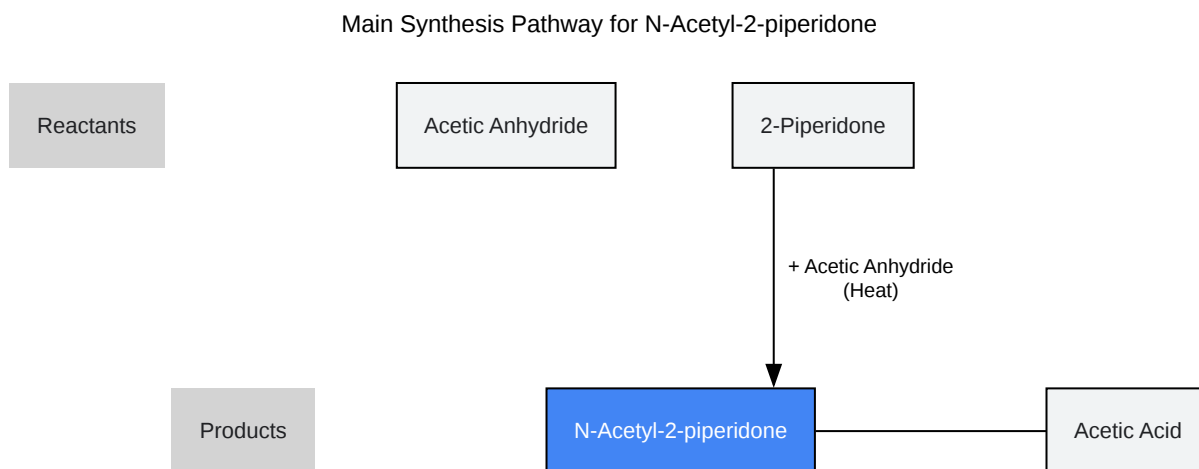 Main Synthesis Pathway for N-Acetyl-2-piperidone
Reactants
Acetic Anhydride
2-Piperidone
+ Acetic Anhydride
(Heat)
Products
N-Acetyl-2-piperidone
Acetic Acid